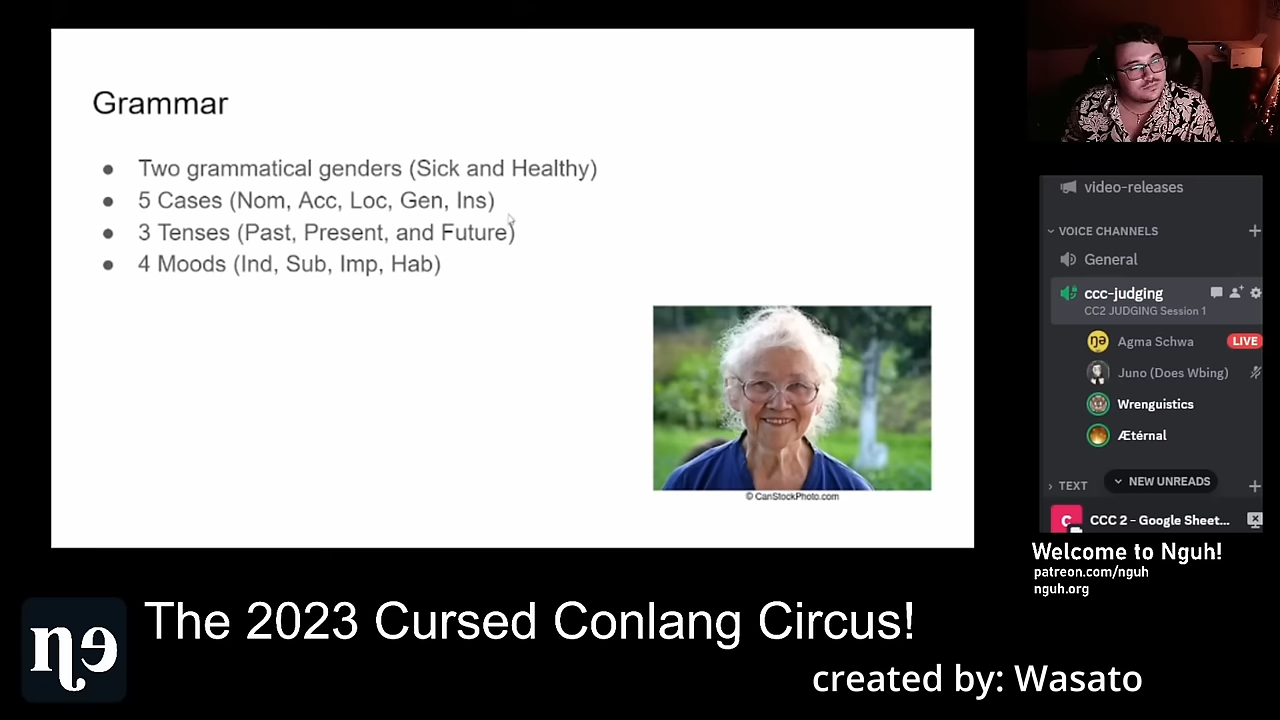 Grammar
● Two grammatical genders (Sick and Healthy)
● 5 Cases (Nom, Acc, Loc, Gen, Ins)
● 3 Tenses (Past, Present, and Future)
● 4 Moods (Ind, Sub, Imp, Hab)
© CanStockPhoto.com
video-releases
VOICE CHANNELS
General
ccc-judging
CC2 JUDGING Session 1
ŋə Agma Schwa LIVE
Juno (Does Wbing)
Wrenguistics
Ætérnal
TEXT NEW UNREADS
C CCC 2 - Google Sheet...
Welcome to Nguh!
patreon.com/nguh
nguh.org
ŋə The 2023 Cursed Conlang Circus!
created by: Wasato